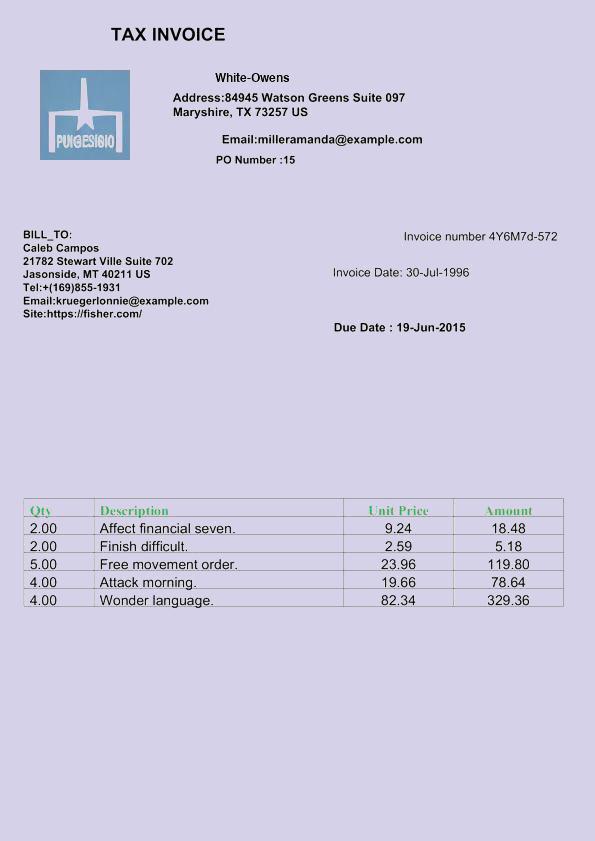 TAX INVOICE
PUIGESIGIO
White-Owens
Address:84945 Watson Greens Suite 097
Maryshire, TX 73257 US
Email:milleramanda@example.com
PO Number :15
BILL_TO:
Caleb Campos
21782 Stewart Ville Suite 702
Jasonside, MT 40211 US
Tel:+(169)855-1931
Email:kruegerlonnie@example.com
Site:https://fisher.com/
Invoice number 4Y6M7d-572
Invoice Date: 30-Jul-1996
Due Date : 19-Jun-2015
Qty Description Unit Price Amount
2.00 Affect financial seven. 9.24 18.48
2.00 Finish difficult. 2.59 5.18
5.00 Free movement order. 23.96 119.80
4.00 Attack morning. 19.66 78.64
4.00 Wonder language. 82.34 329.36